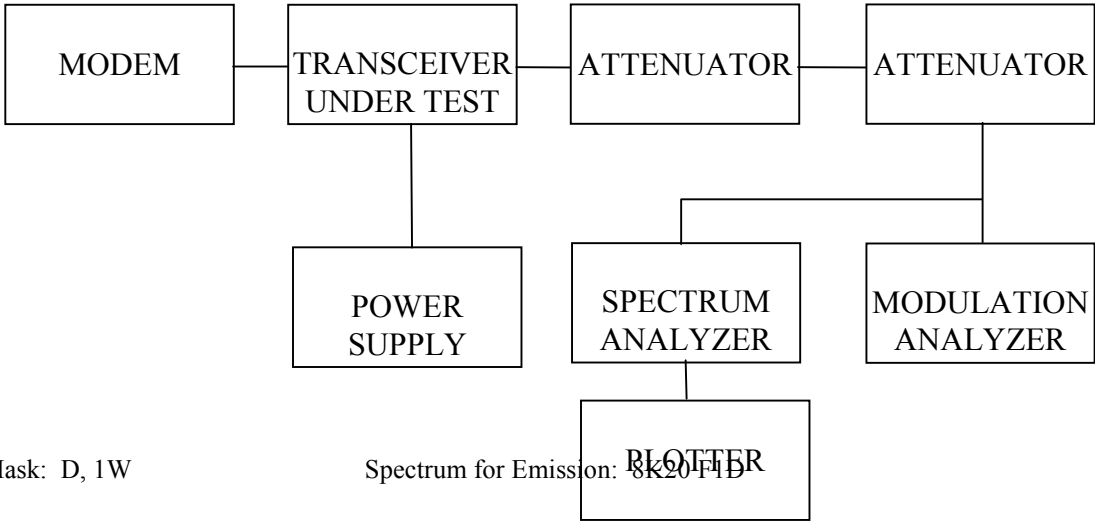 MODEM
TRANSCEIVER
UNDER TEST
ATTENUATOR
ATTENUATOR
POWER
SUPPLY
SPECTRUM
ANALYZER
MODULATION
ANALYZER
PLOTTER
ask: D, 1W
Spectrum for Emission: 8K20 F1D